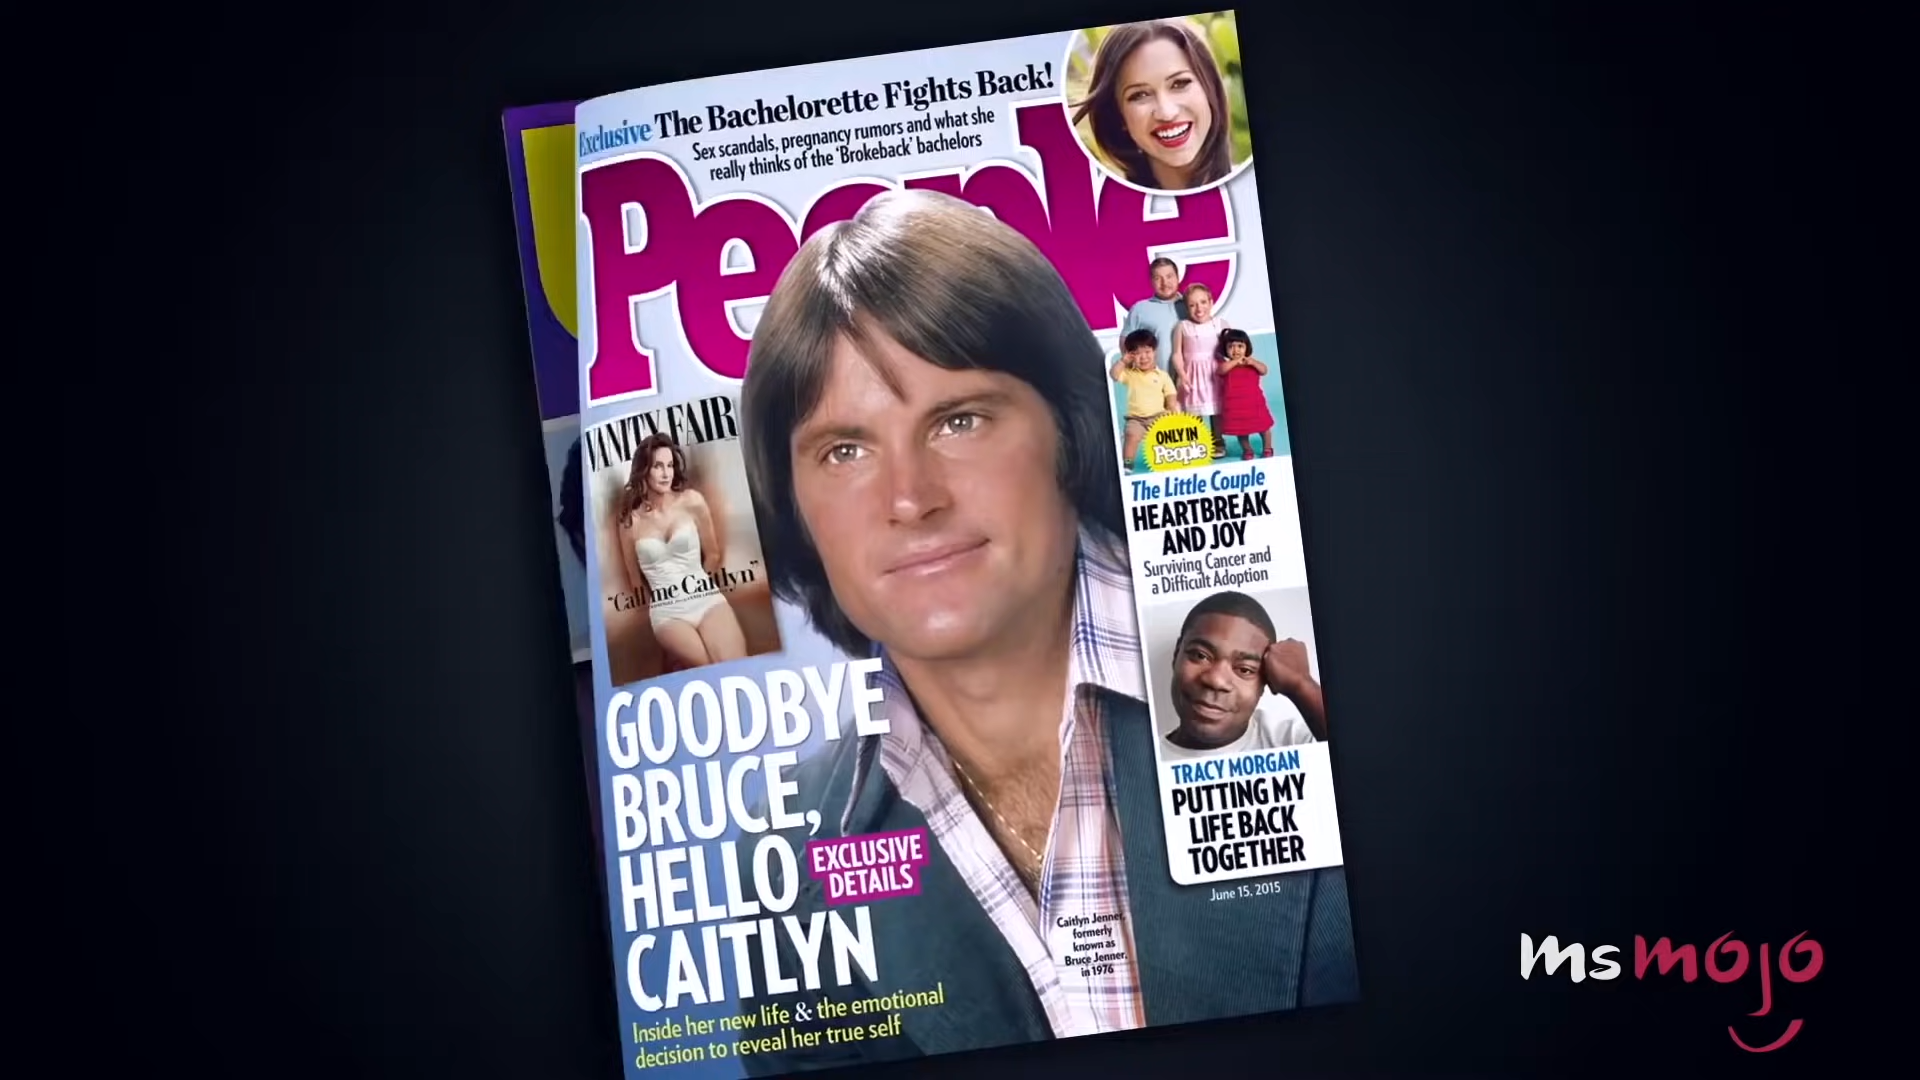 Exclusive The Bachelorette Fights Back!
Sex scandals, pregnancy rumors and what she
really thinks of the 'Brokeback' bachelors
People
VANITY FAIR
"Call me Caitlyn"
GOODBYE
BRUCE,
HELLO
CAITLYN
EXCLUSIVE
DETAILS
Inside her new life & the emotional
decision to reveal her true self
ONLY IN
People
The Little Couple
HEARTBREAK
AND JOY
Surviving Cancer and
a Difficult Adoption
TRACY MORGAN
PUTTING MY
LIFE BACK
TOGETHER
June 15, 2015
Caitlyn Jenner,
formerly
known as
Bruce Jenner,
in 1976
msmojo